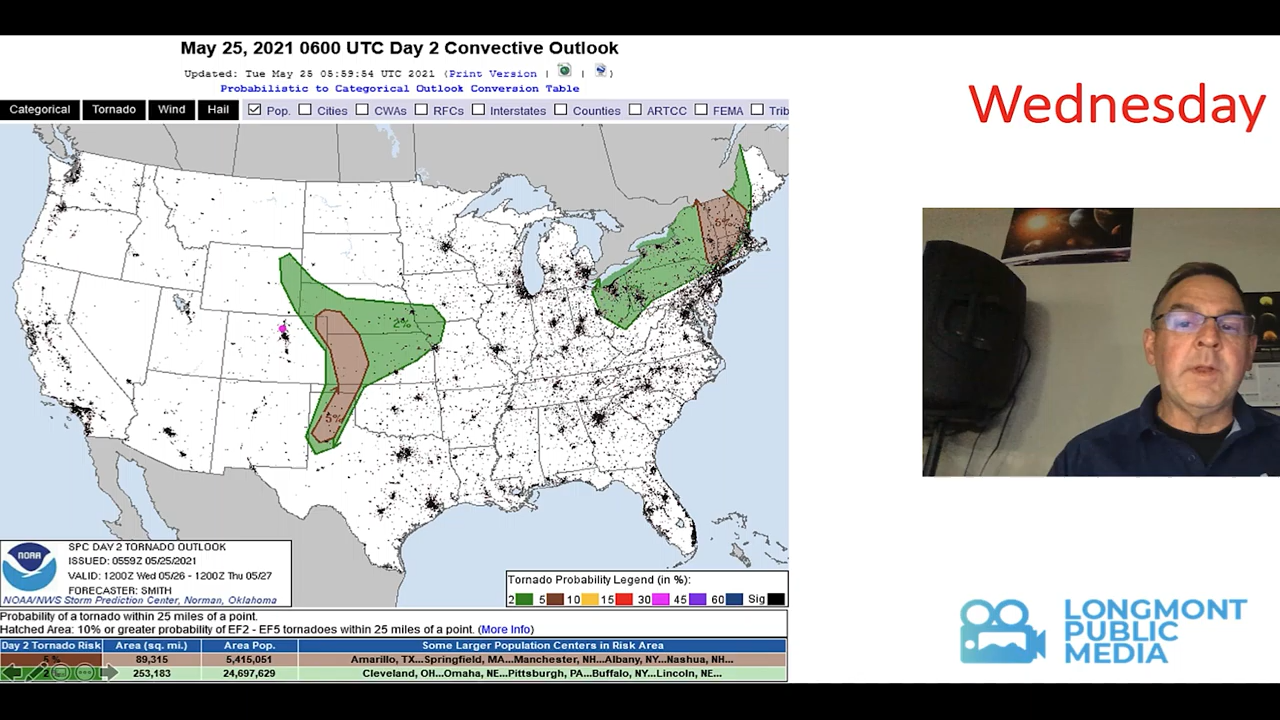 May 25, 2021 0600 UTC Day 2 Convective Outlook
Updated: Tue May 25 05:59:54 UTC 2021 (Print Version | | )
Probabilistic to Categorical Outlook Conversion Table
Categorical Tornado Wind Hail Pop. Cities CWAs RFCs Interstates Counties ARTCC FEMA Trib
Wednesday
5%
2%
5%
NOAA
SPC DAY 2 TORNADO OUTLOOK
ISSUED: 0559Z 05/25/2021
VALID: 1200Z Wed 05/26 - 1200Z Thu 05/27
FORECASTER: SMITH
NOAA/NWS Storm Prediction Center, Norman, Oklahoma
Tornado Probability Legend (in %):
2 5 10 15 30 45 60 Sig
Probability of a tornado within 25 miles of a point.
Hatched Area: 10% or greater probability of EF2 - EF5 tornadoes within 25 miles of a point. (More Info)
Day 2 Tornado Risk Area (sq. mi.) Area Pop. Some Larger Population Centers in Risk Area
5 % 89,315 5,415,051 Amarillo, TX...Springfield, MA...Manchester, NH...Albany, NY...Nashua, NH...
2 253,183 24,697,629 Cleveland, OH...Omaha, NE...Pittsburgh, PA...Buffalo, NY...Lincoln, NE...
LONGMONT
PUBLIC
MEDIA